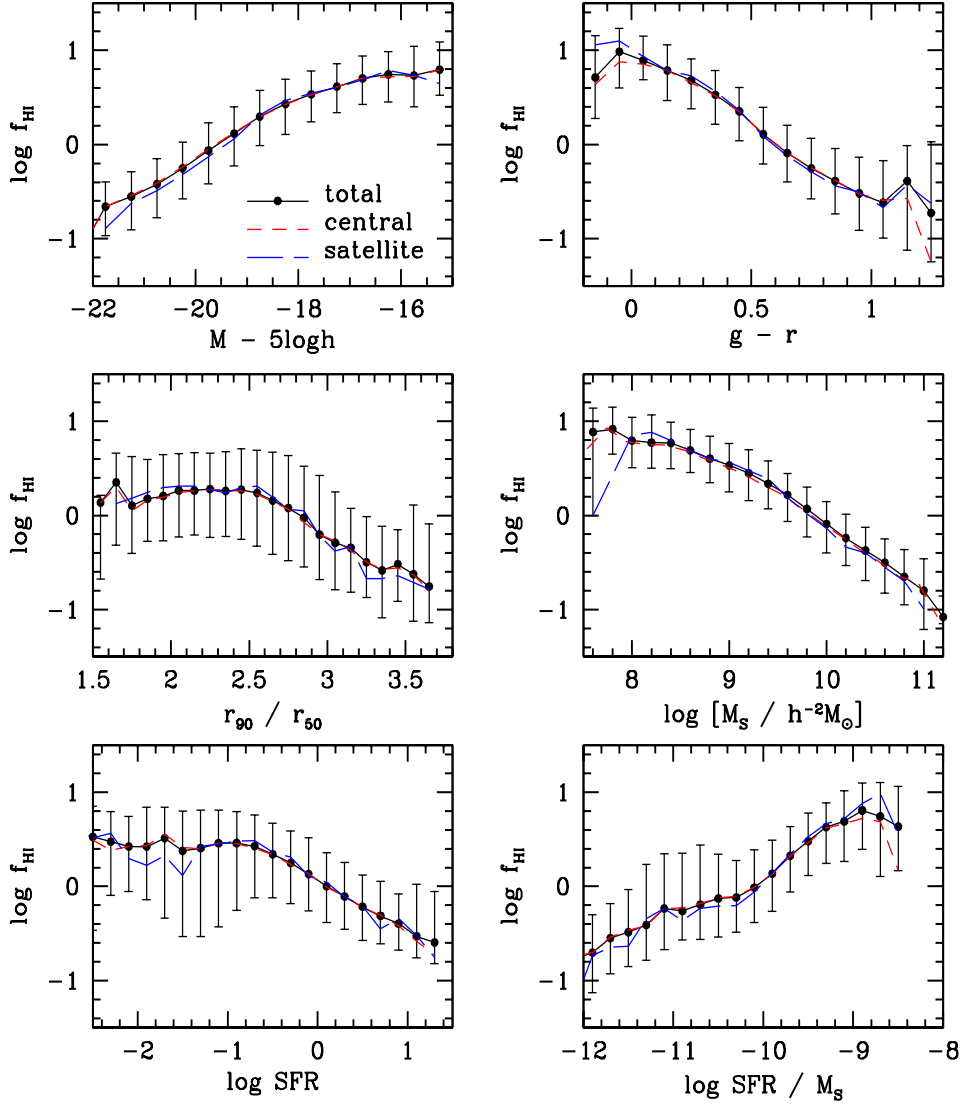 1
0
−1
log f_HI
total
central
satellite
−22 −20 −18 −16
M − 5logh
1
0
−1
log f_HI
0 0.5 1
g − r
1
0
−1
log f_HI
1.5 2 2.5 3 3.5
r_90 / r_50
1
0
−1
log f_HI
8 9 10 11
log [M_S / h^−2M_⊙]
1
0
−1
log f_HI
−2 −1 0 1
log SFR
1
0
−1
log f_HI
−12 −11 −10 −9 −8
log SFR / M_S